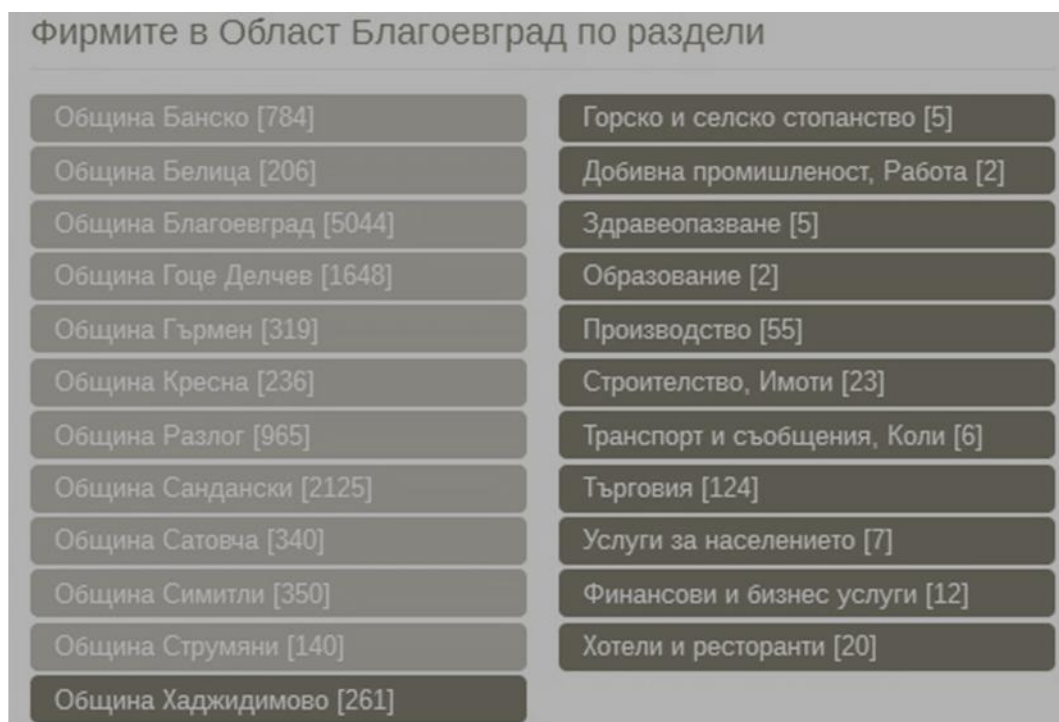 Фирмите в Област Благоевград по раздели
Община Банско [784]
Община Белица [206]
Община Благоевград [5044]
Община Гоце Делчев [1648]
Община Гърмен [319]
Община Кресна [236]
Община Разлог [965]
Община Сандански [2125]
Община Сатовча [340]
Община Симитли [350]
Община Струмяни [140]
Община Хаджидимово [261]
Горско и селско стопанство [5]
Добивна промишленост, Работа [2]
Здравеопазване [5]
Образование [2]
Производство [55]
Строителство, Имоти [23]
Транспорт и съобщения, Коли [6]
Търговия [124]
Услуги за населението [7]
Финансови и бизнес услуги [12]
Хотели и ресторанти [20]